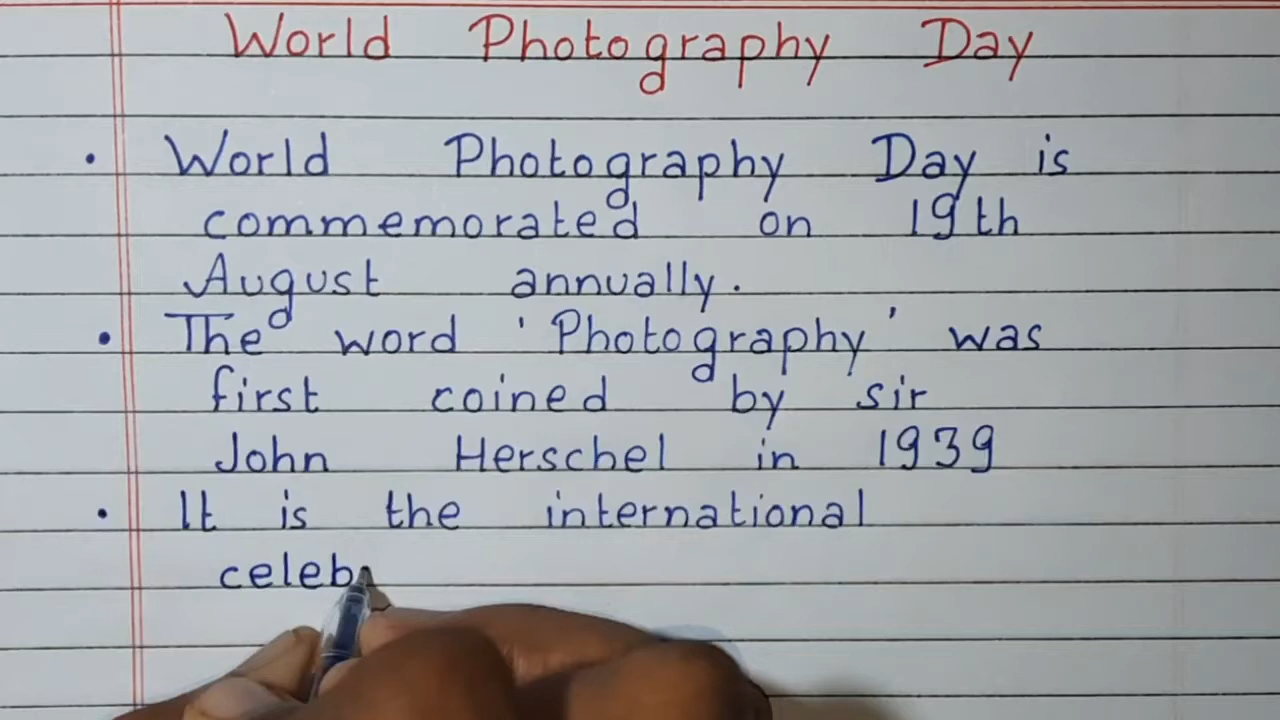 World Photography Day
• World Photography Day is
commemorated on 19th
August annually.
• The word 'Photography' was
first coined by sir
John Herschel in 1939
• It is the international
celeb